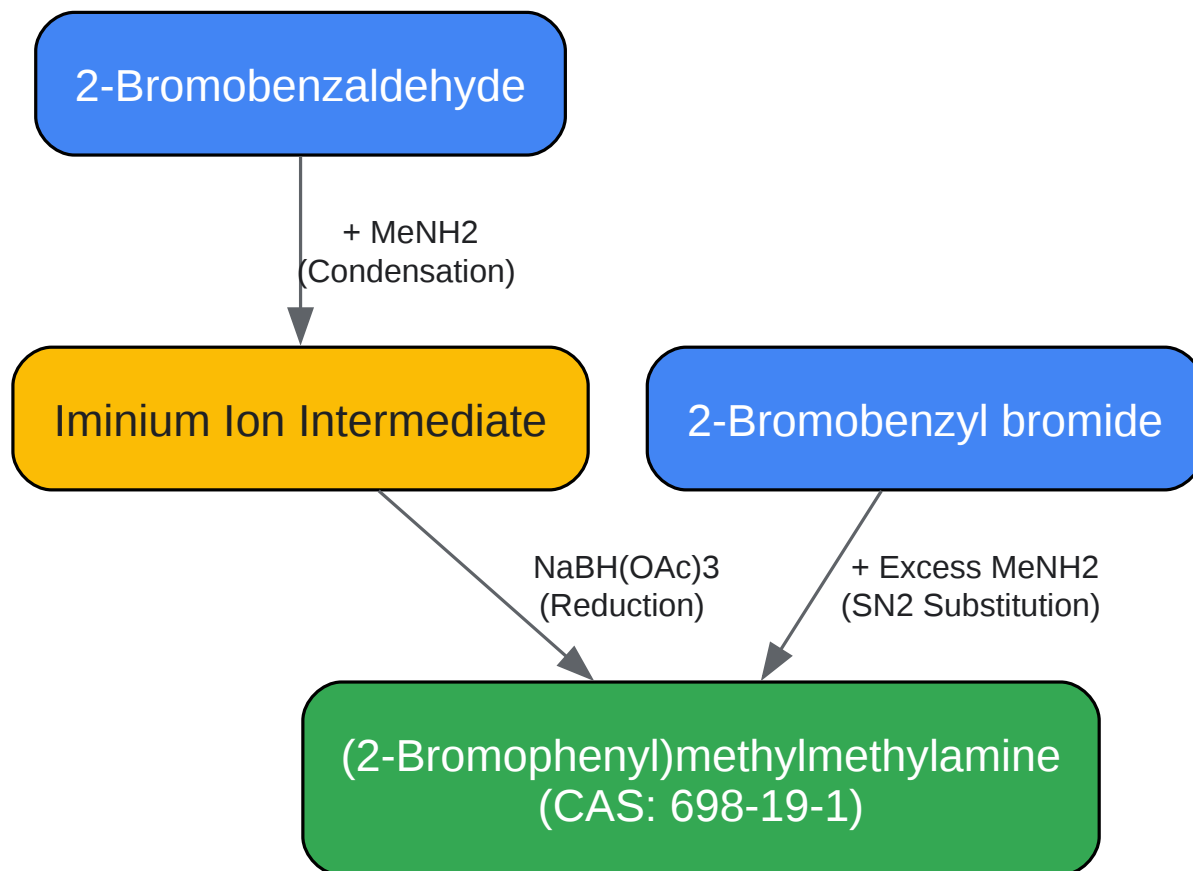 2-Bromobenzaldehyde
+ MeNH2
(Condensation)
Iminium Ion Intermediate
2-Bromobenzyl bromide
NaBH(OAc)3
(Reduction)
+ Excess MeNH2
(SN2 Substitution)
(2-Bromophenyl)methylmethylamine
(CAS: 698-19-1)